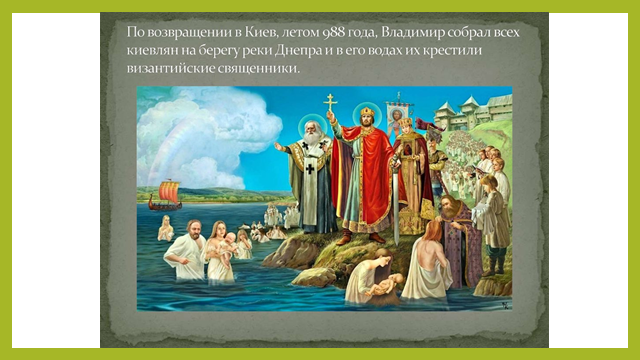 По возвращении в Киев, летом 988 года, Владимир собрал всех
киевлян на берегу реки Днепра и в его водах их крестили
византийские священники.